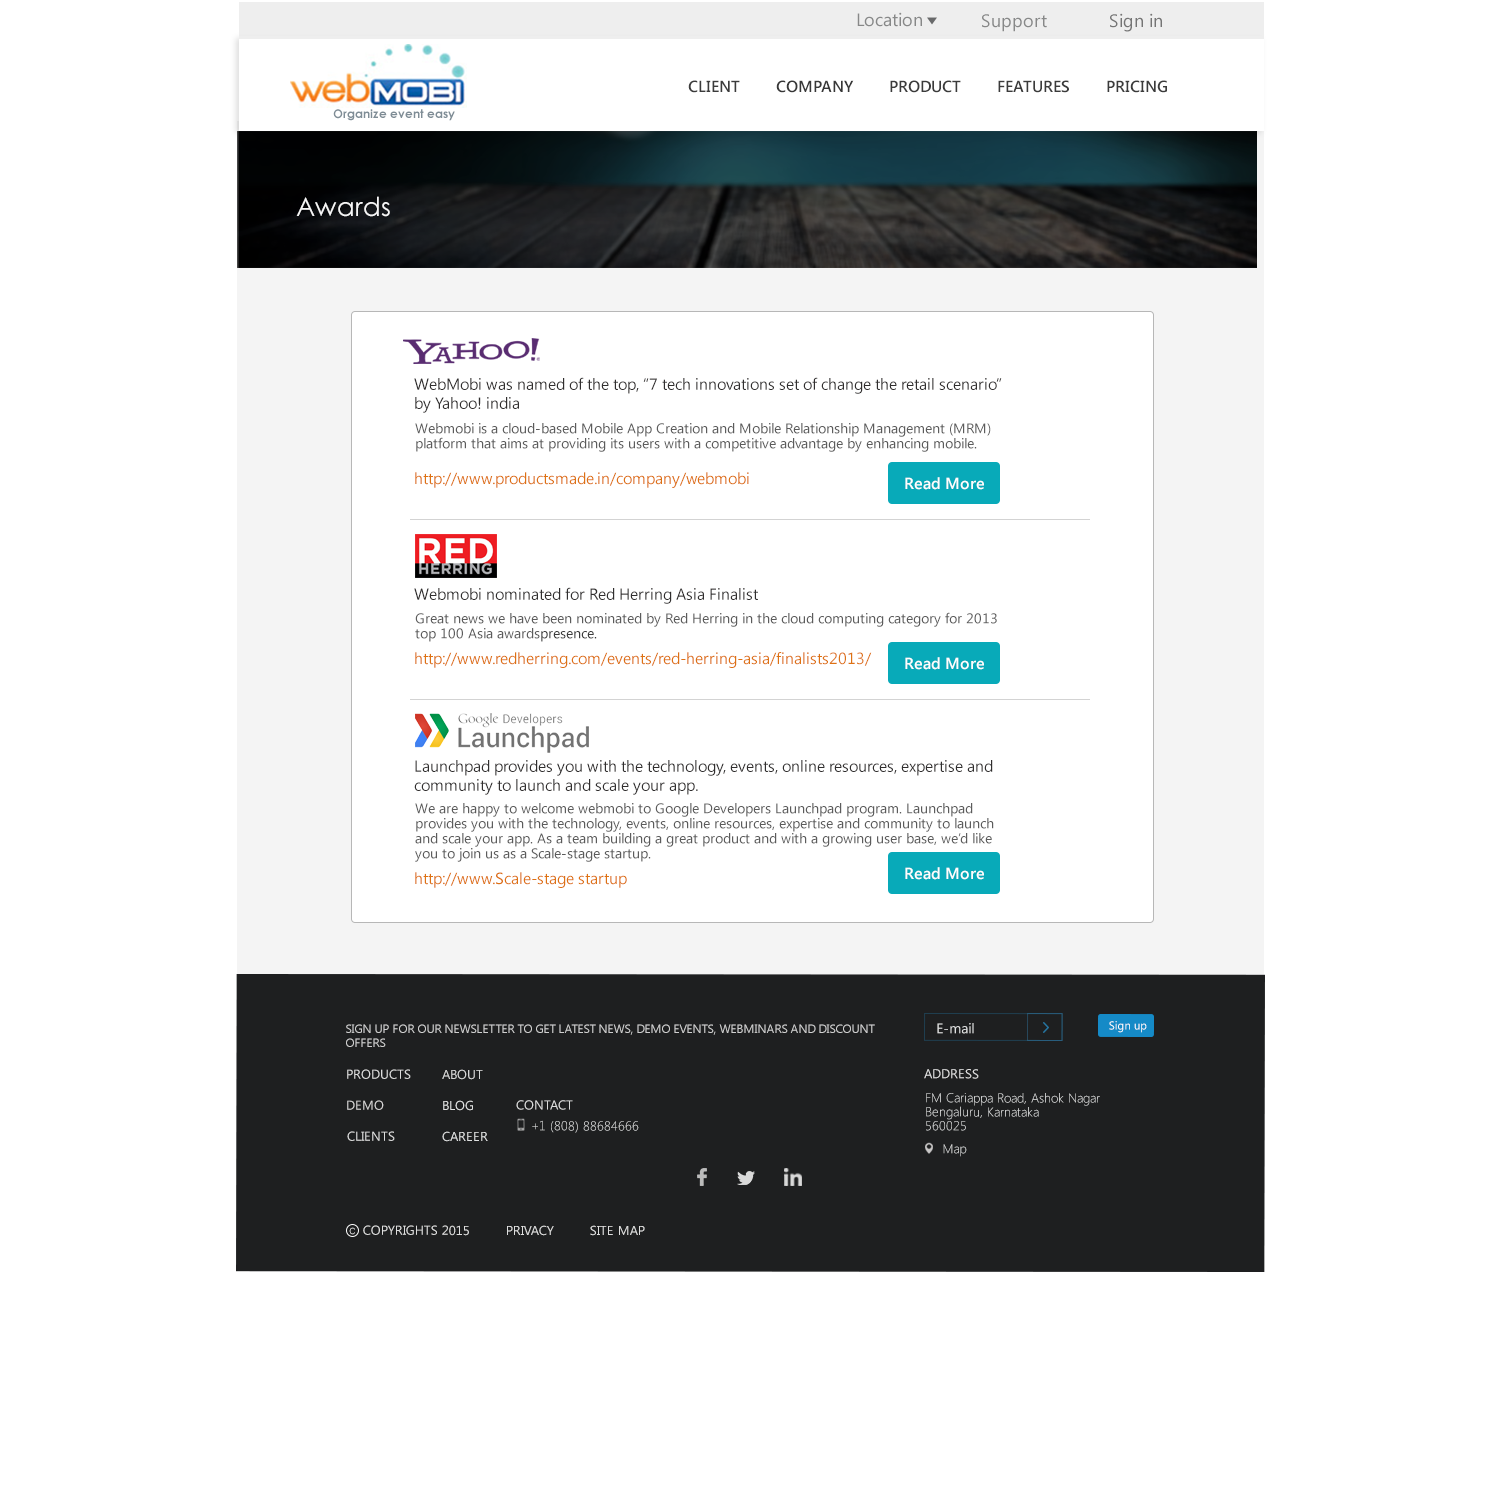 Location Support Sign in
webMOBI
Organize event easy
CLIENT COMPANY PRODUCT FEATURES PRICING
Awards
YAHOO!
WebMobi was named of the top, “7 tech innovations set of change the retail scenario”
by Yahoo! india
Webmobi is a cloud-based Mobile App Creation and Mobile Relationship Management (MRM)
platform that aims at providing its users with a competitive advantage by enhancing mobile.
http://www.productsmade.in/company/webmobi
Read More
RED
HERRING
Webmobi nominated for Red Herring Asia Finalist
Great news we have been nominated by Red Herring in the cloud computing category for 2013
top 100 Asia awardspresence.
http://www.redherring.com/events/red-herring-asia/finalists2013/
Read More
Google Developers
Launchpad
Launchpad provides you with the technology, events, online resources, expertise and
community to launch and scale your app.
We are happy to welcome webmobi to Google Developers Launchpad program. Launchpad
provides you with the technology, events, online resources, expertise and community to launch
and scale your app. As a team building a great product and with a growing user base, we’d like
you to join us as a Scale-stage startup.
http://www.Scale-stage startup
Read More
SIGN UP FOR OUR NEWSLETTER TO GET LATEST NEWS, DEMO EVENTS, WEBMINARS AND DISCOUNT
OFFERS
E-mail
Sign up
PRODUCTS ABOUT
DEMO BLOG CONTACT
+1 (808) 88684666
CLIENTS CAREER
ADDRESS
FM Cariappa Road, Ashok Nagar
Bengaluru, Karnataka
560025
Map
© COPYRIGHTS 2015 PRIVACY SITE MAP